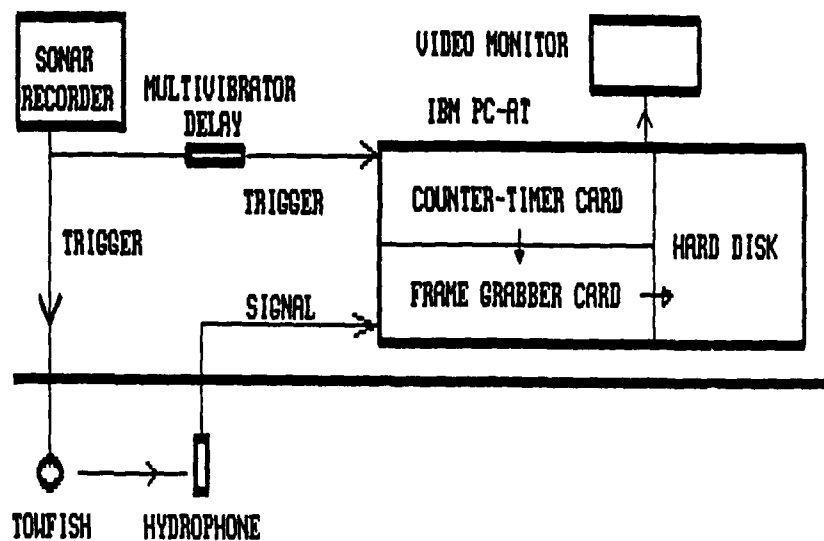 SONAR
RECORDER
MULTIVIBRATOR
DELAY
VIDEO MONITOR
IBM PC-AT
TRIGGER
TRIGGER
COUNTER-TIMER CARD
HARD DISK
FRAME GRABBER CARD
SIGNAL
TOWFISH
HYDROPHONE